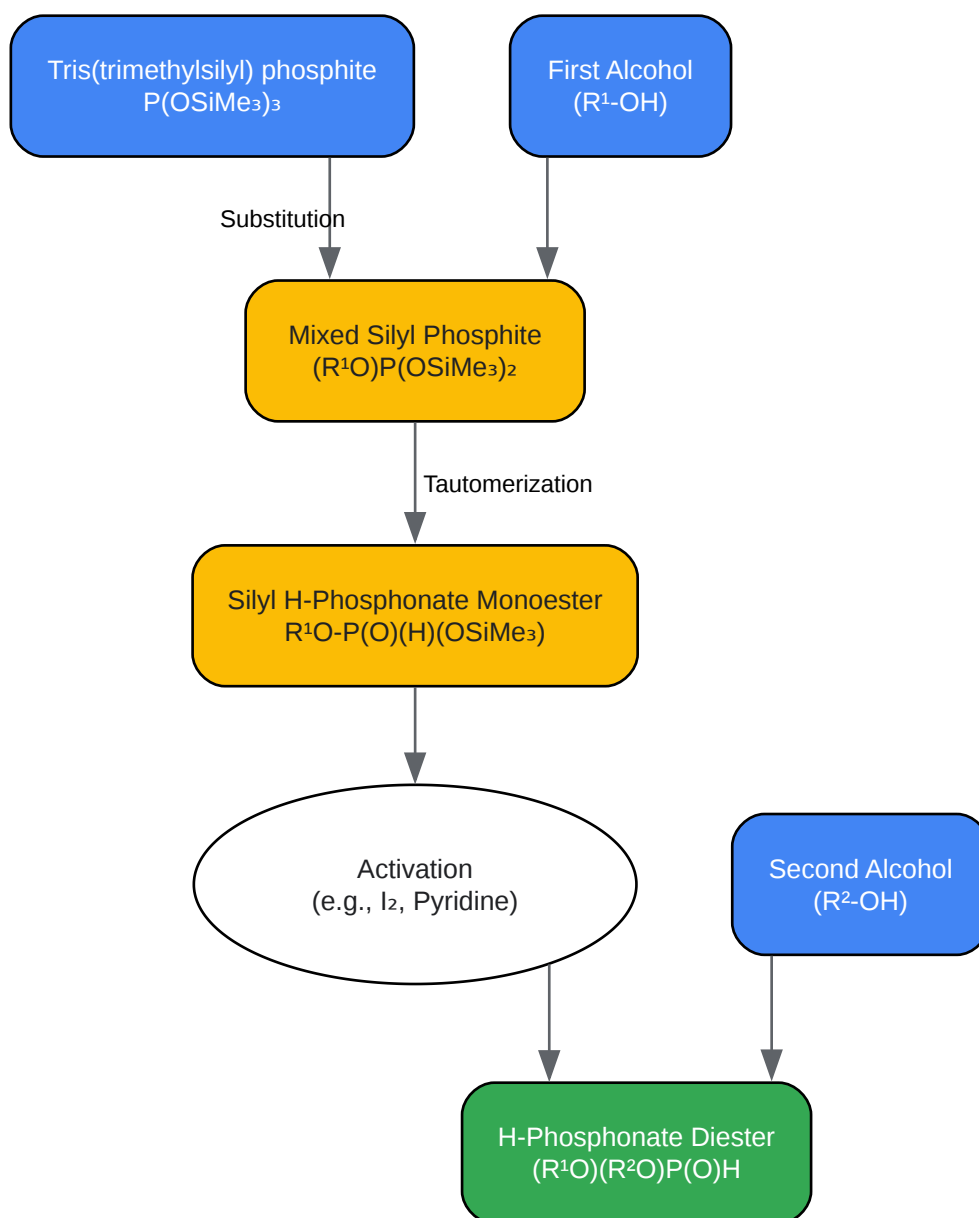 Tris(trimethylsilyl) phosphite
P(OSiMe₃)₃
First Alcohol
(R¹-OH)
Substitution
Mixed Silyl Phosphite
(R¹O)P(OSiMe₃)₂
Tautomerization
Silyl H-Phosphonate Monoester
R¹O-P(O)(H)(OSiMe₃)
Activation
(e.g., I₂, Pyridine)
Second Alcohol
(R²-OH)
H-Phosphonate Diester
(R¹O)(R²O)P(O)H